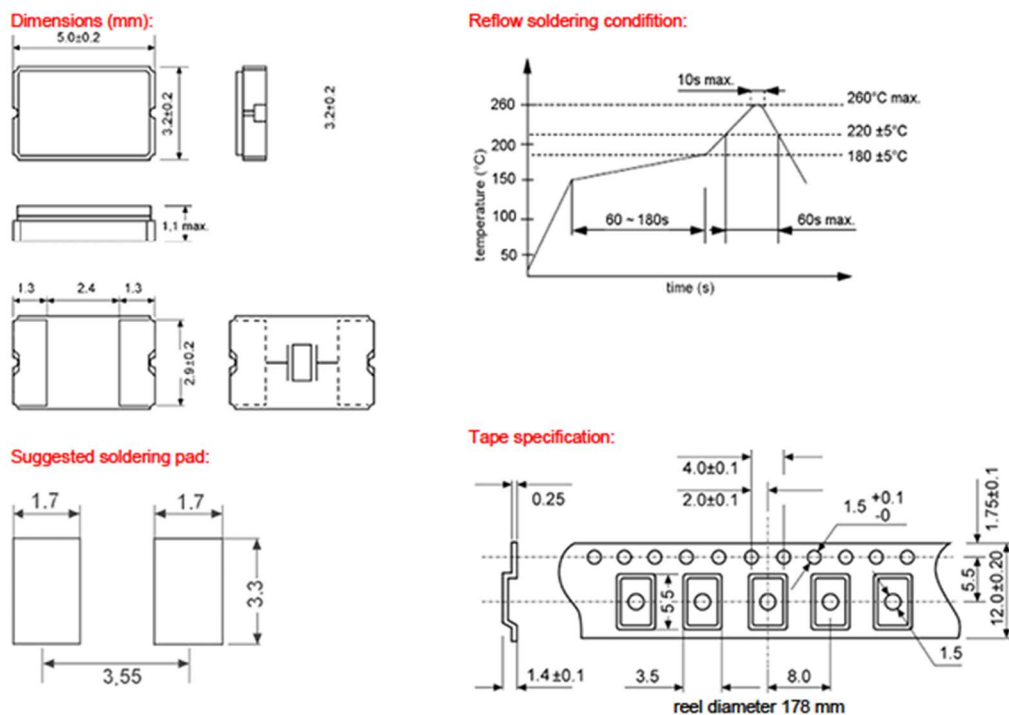 Dimensions (mm):
5.0±0.2
3.2±0.2
3.2±0.2
1,1 max.
1.3 2.4 1.3
2.9±0.2
Suggested soldering pad:
1.7 1.7
3.3
3,55
Reflow soldering condifition:
10s max.
260 260°C max.
220 ±5°C
200
180 ±5°C
150
100 60 ~ 180s 60s max.
50
temperature (°C)
time (s)
Tape specification:
4.0±0.1
0.25 2.0±0.1
1.5 +0.1
-0
1.75±0.1
5.5
12.0±0.20
5.5
1.5
1.4±0.1 3.5 8.0
reel diameter 178 mm